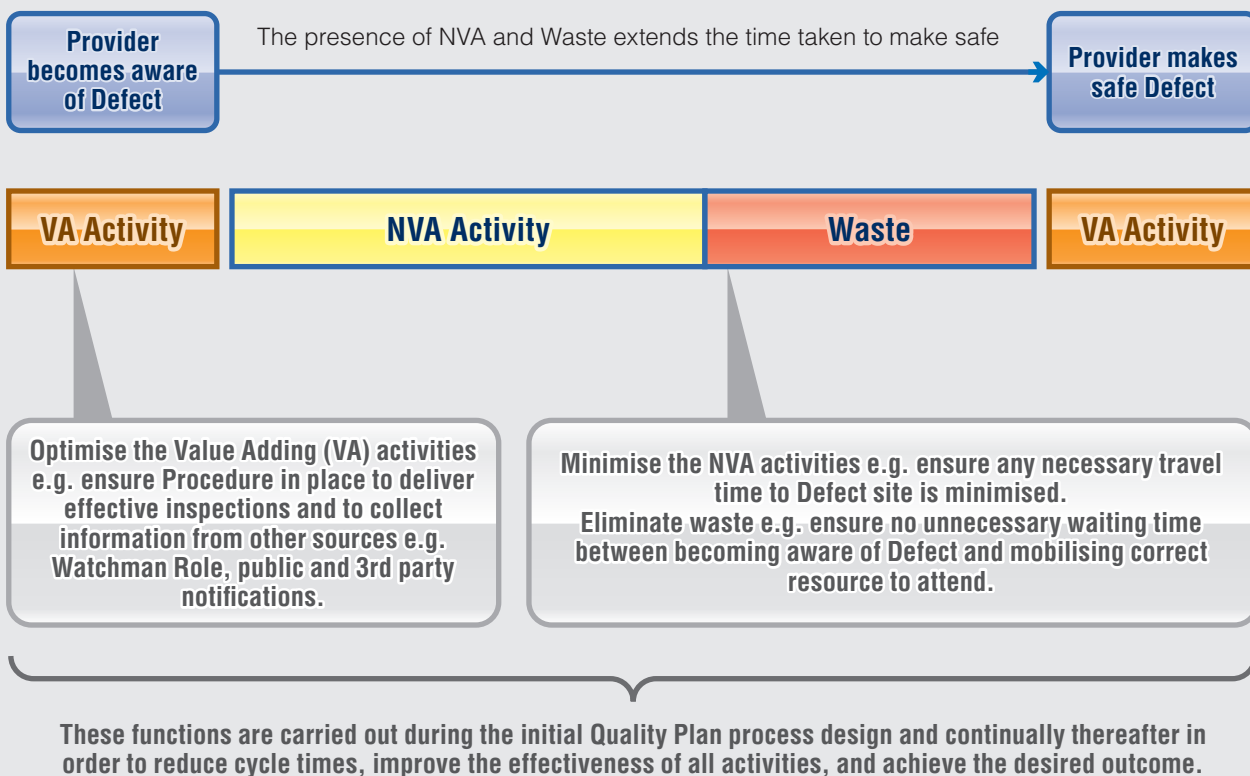 Provider
becomes aware
of Defect
The presence of NVA and Waste extends the time taken to make safe
Provider makes
safe Defect
VA Activity
NVA Activity
Waste
VA Activity
Optimise the Value Adding (VA) activities
e.g. ensure Procedure in place to deliver
effective inspections and to collect
information from other sources e.g.
Watchman Role, public and 3rd party
notifications.
Minimise the NVA activities e.g. ensure any necessary travel
time to Defect site is minimised.
Eliminate waste e.g. ensure no unnecessary waiting time
between becoming aware of Defect and mobilising correct
resource to attend.
These functions are carried out during the initial Quality Plan process design and continually thereafter in
order to reduce cycle times, improve the effectiveness of all activities, and achieve the desired outcome.